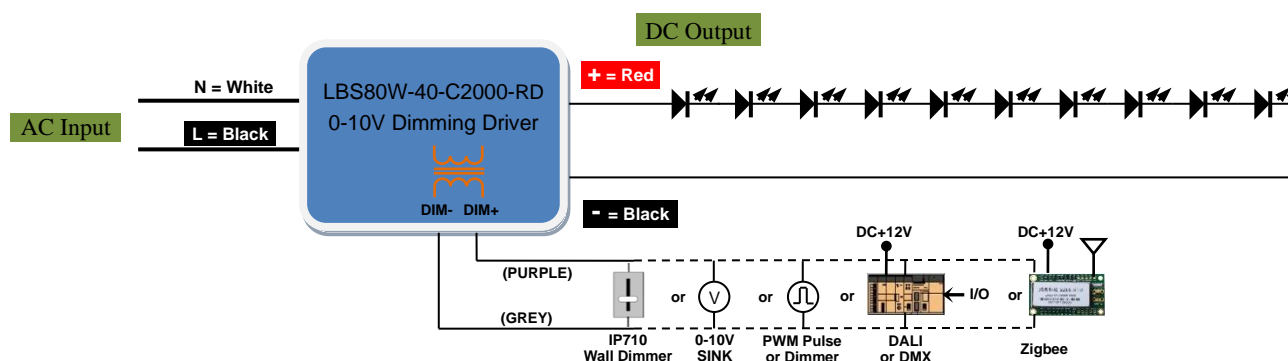 DC Output
N = White
LBS80W-40-C2000-RD
+ = Red
AC Input
L = Black
0-10V Dimming Driver
DIM- DIM+
- = Black
DC+12V
DC+12V
(PURPLE)
or
V
or
or
I/O
or
(GREY)
IP710
Wall Dimmer
0-10V
SINK
PWM Pulse
or Dimmer
DALI
or DMX
Zigbee